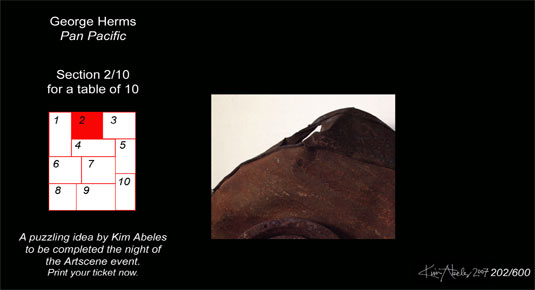 George Herms
Pan Pacific
Section 2/10
for a table of 10
1 2 3
4 5
6 7
10
8 9
A puzzling idea by Kim Abeles
to be completed the night of
the Artscene event.
Print your ticket now.
Kim Abeles 2007 202/600